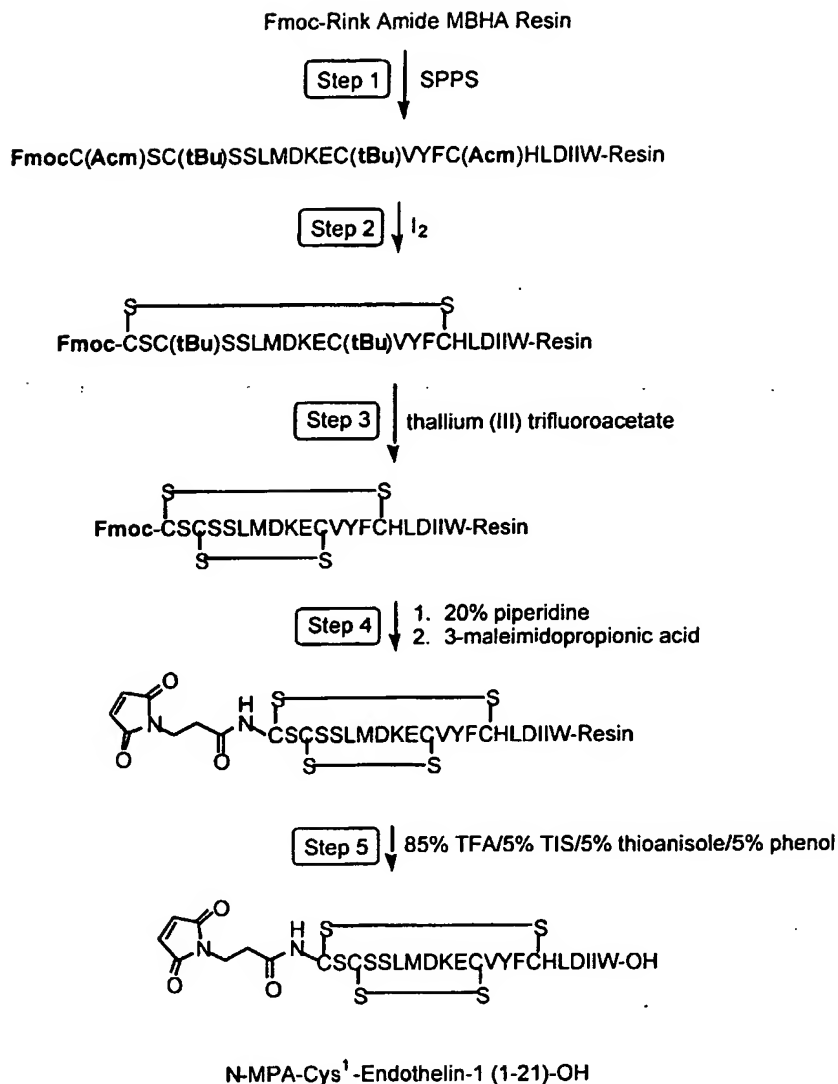 Fmoc-Rink Amide MBHA Resin
Step 1 SPPS
FmocC(Acm)SC(tBu)SSLMDKEC(tBu)VYFC(Acm)HLDIIW-Resin
Step 2 I2
S S
Fmoc-CSC(tBu)SSLMDKEC(tBu)VYFCHLDIIW-Resin
Step 3 thallium (III) trifluoroacetate
S S
Fmoc-CSCSSLMDKECVYFCHLDIIW-Resin
S S
Step 4 1. 20% piperidine
2. 3-maleimidopropionic acid
O H S S
N N CSCSSLMDKECVYFCHLDIIW-Resin
O O S S
Step 5 85% TFA/5% TIS/5% thioanisole/5% phenol
O H S S
N N CSCSSLMDKECVYFCHLDIIW-OH
O O S S
N-MPA-Cys1-Endothelin-1 (1-21)-OH